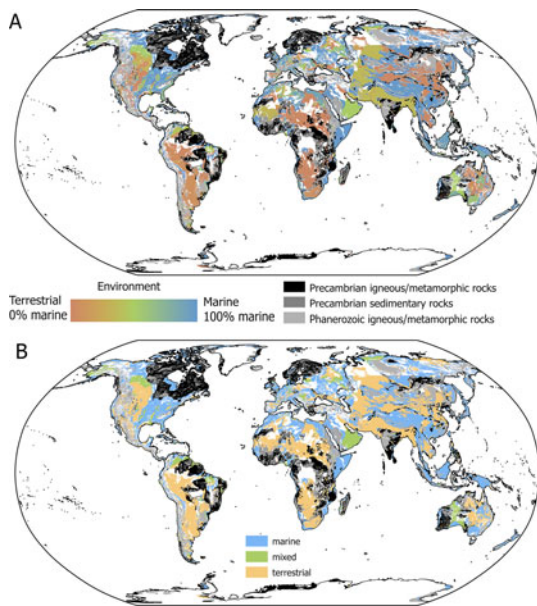 A
Environment
Terrestrial
0% marine
Marine
100% marine
Precambrian igneous/metamorphic rocks
Precambrian sedimentary rocks
Phanerozoic igneous/metamorphic rocks
B
marine
mixed
terrestrial